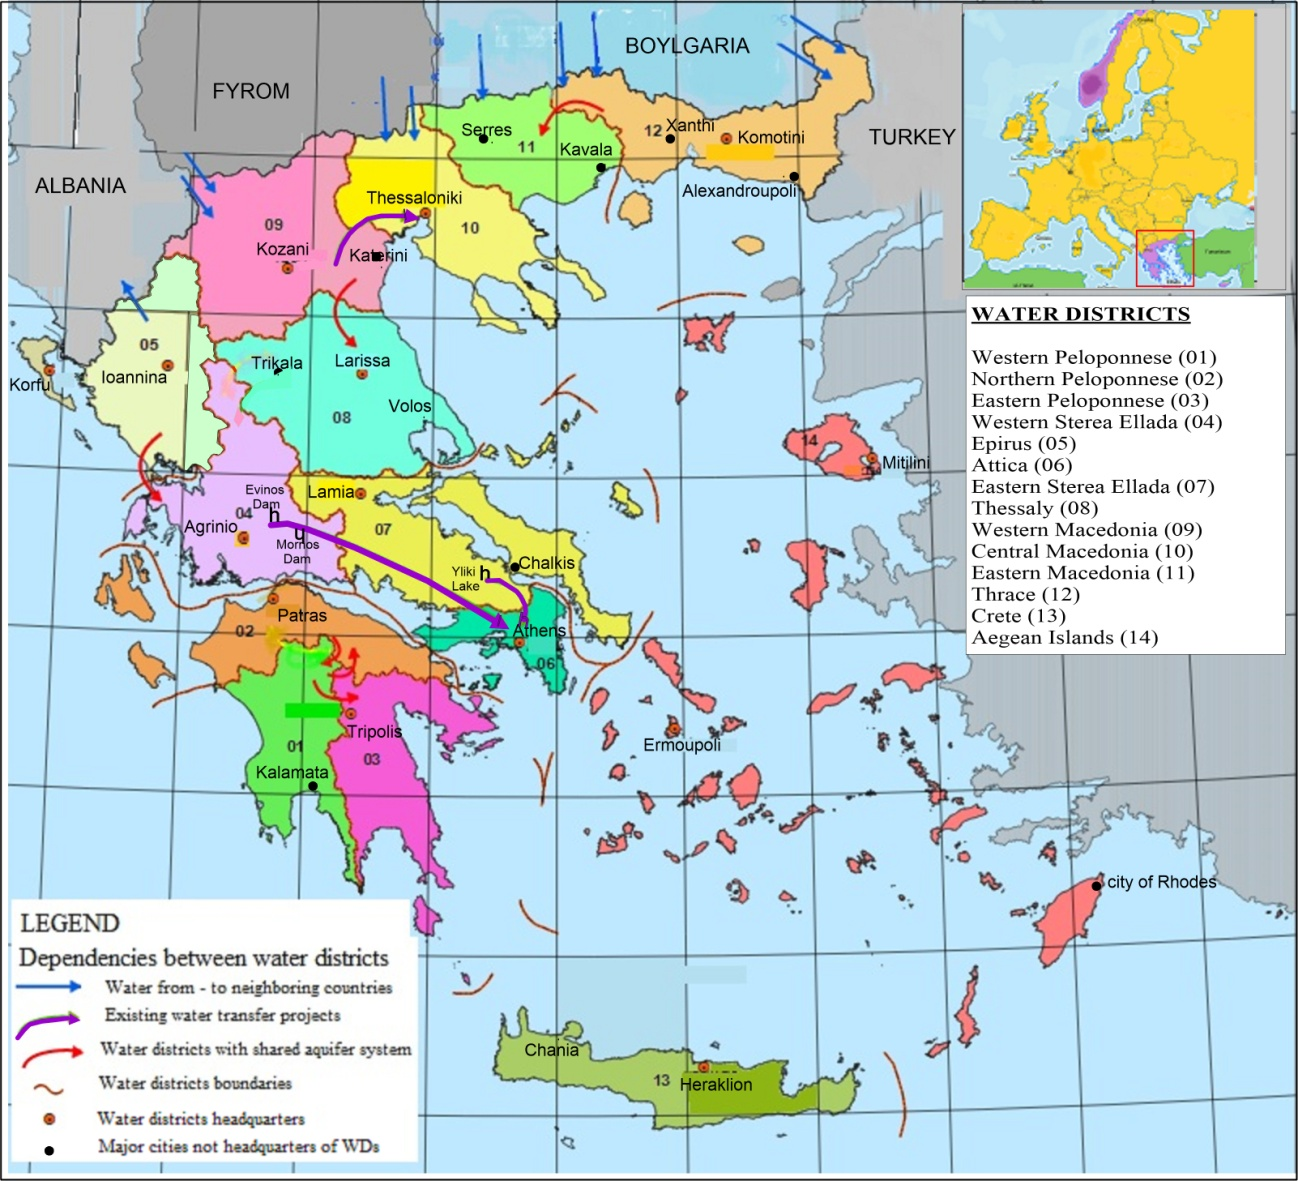 BOYLGARIA
FYROM
TURKEY
ALBANIA
Serres
11
Kavala
12
Xanthi
Komotini
Alexandroupoli
Thessaloniki
10
09
Kozani
Katerini
05
Ioannina
Korfu
Trikala
Larissa
08
Volos
14
Mitilini
Evinos
Dam
h
04
Agrinio
u
Mornos
Dam
Lamia
07
Yliki
Lake
h
Chalkis
Patras
02
Athens
06
Tripolis
01
03
Kalamata
Ermoupoli
city of Rhodes
Chania
13
Heraklion
WATER DISTRICTS
Western Peloponnese (01)
Northern Peloponnese (02)
Eastern Peloponnese (03)
Western Sterea Ellada (04)
Epirus (05)
Attica (06)
Eastern Sterea Ellada (07)
Thessaly (08)
Western Macedonia (09)
Central Macedonia (10)
Eastern Macedonia (11)
Thrace (12)
Crete (13)
Aegean Islands (14)
LEGEND
Dependencies between water districts
Water from - to neighboring countries
Existing water transfer projects
Water districts with shared aquifer system
Water districts boundaries
Water districts headquarters
Major cities not headquarters of WDs